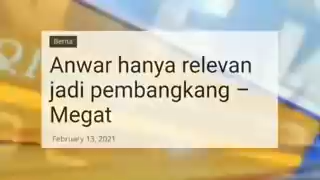 Berita
Anwar hanya relevan
jadi pembangkang –
Megat
February 13, 2021